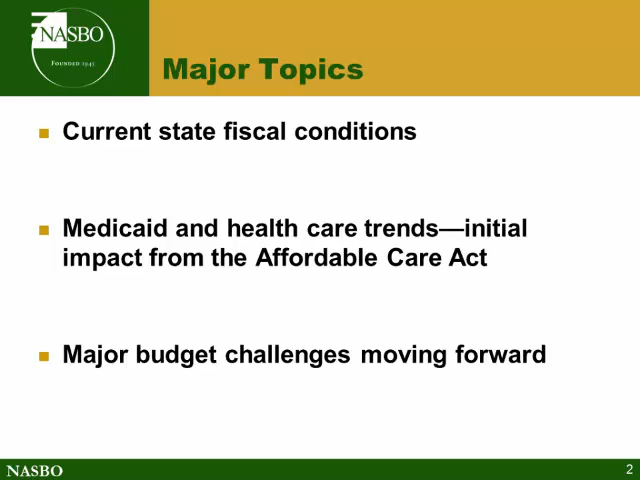 NASBO
FOUNDED 1945
Major Topics
Current state fiscal conditions
Medicaid and health care trends—initial
impact from the Affordable Care Act
Major budget challenges moving forward
NASBO
2